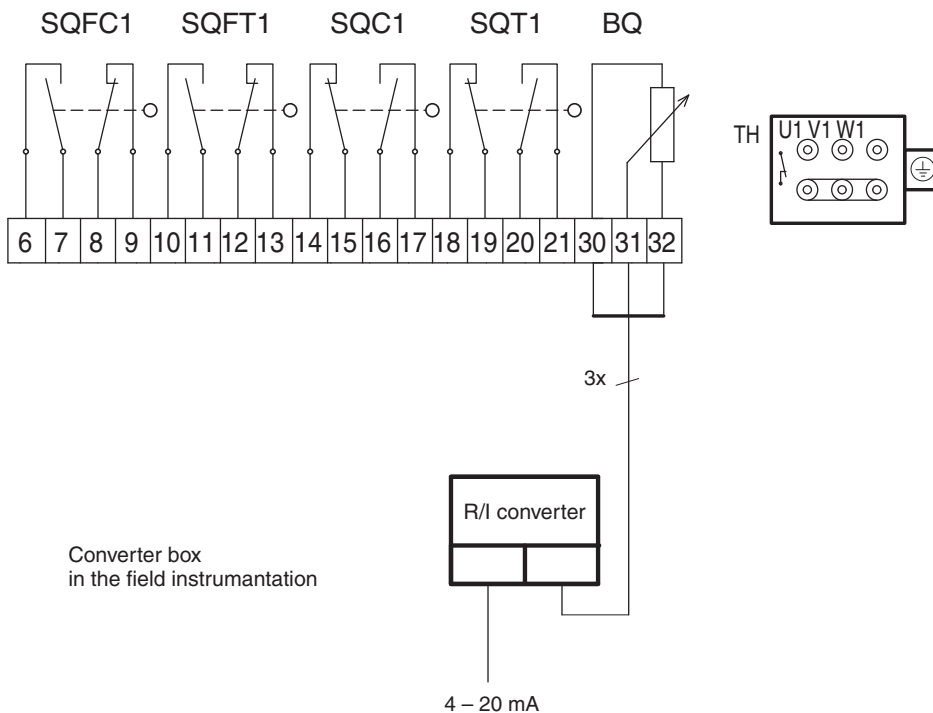 SQFC1 SQFT1 SQC1 SQT1 BQ
TH U1 V1 W1
6 7 8 9 10 11 12 13 14 15 16 17 18 19 20 21 30 31 32
3x
R/I converter
Converter box
in the field instrumantation
4 – 20 mA